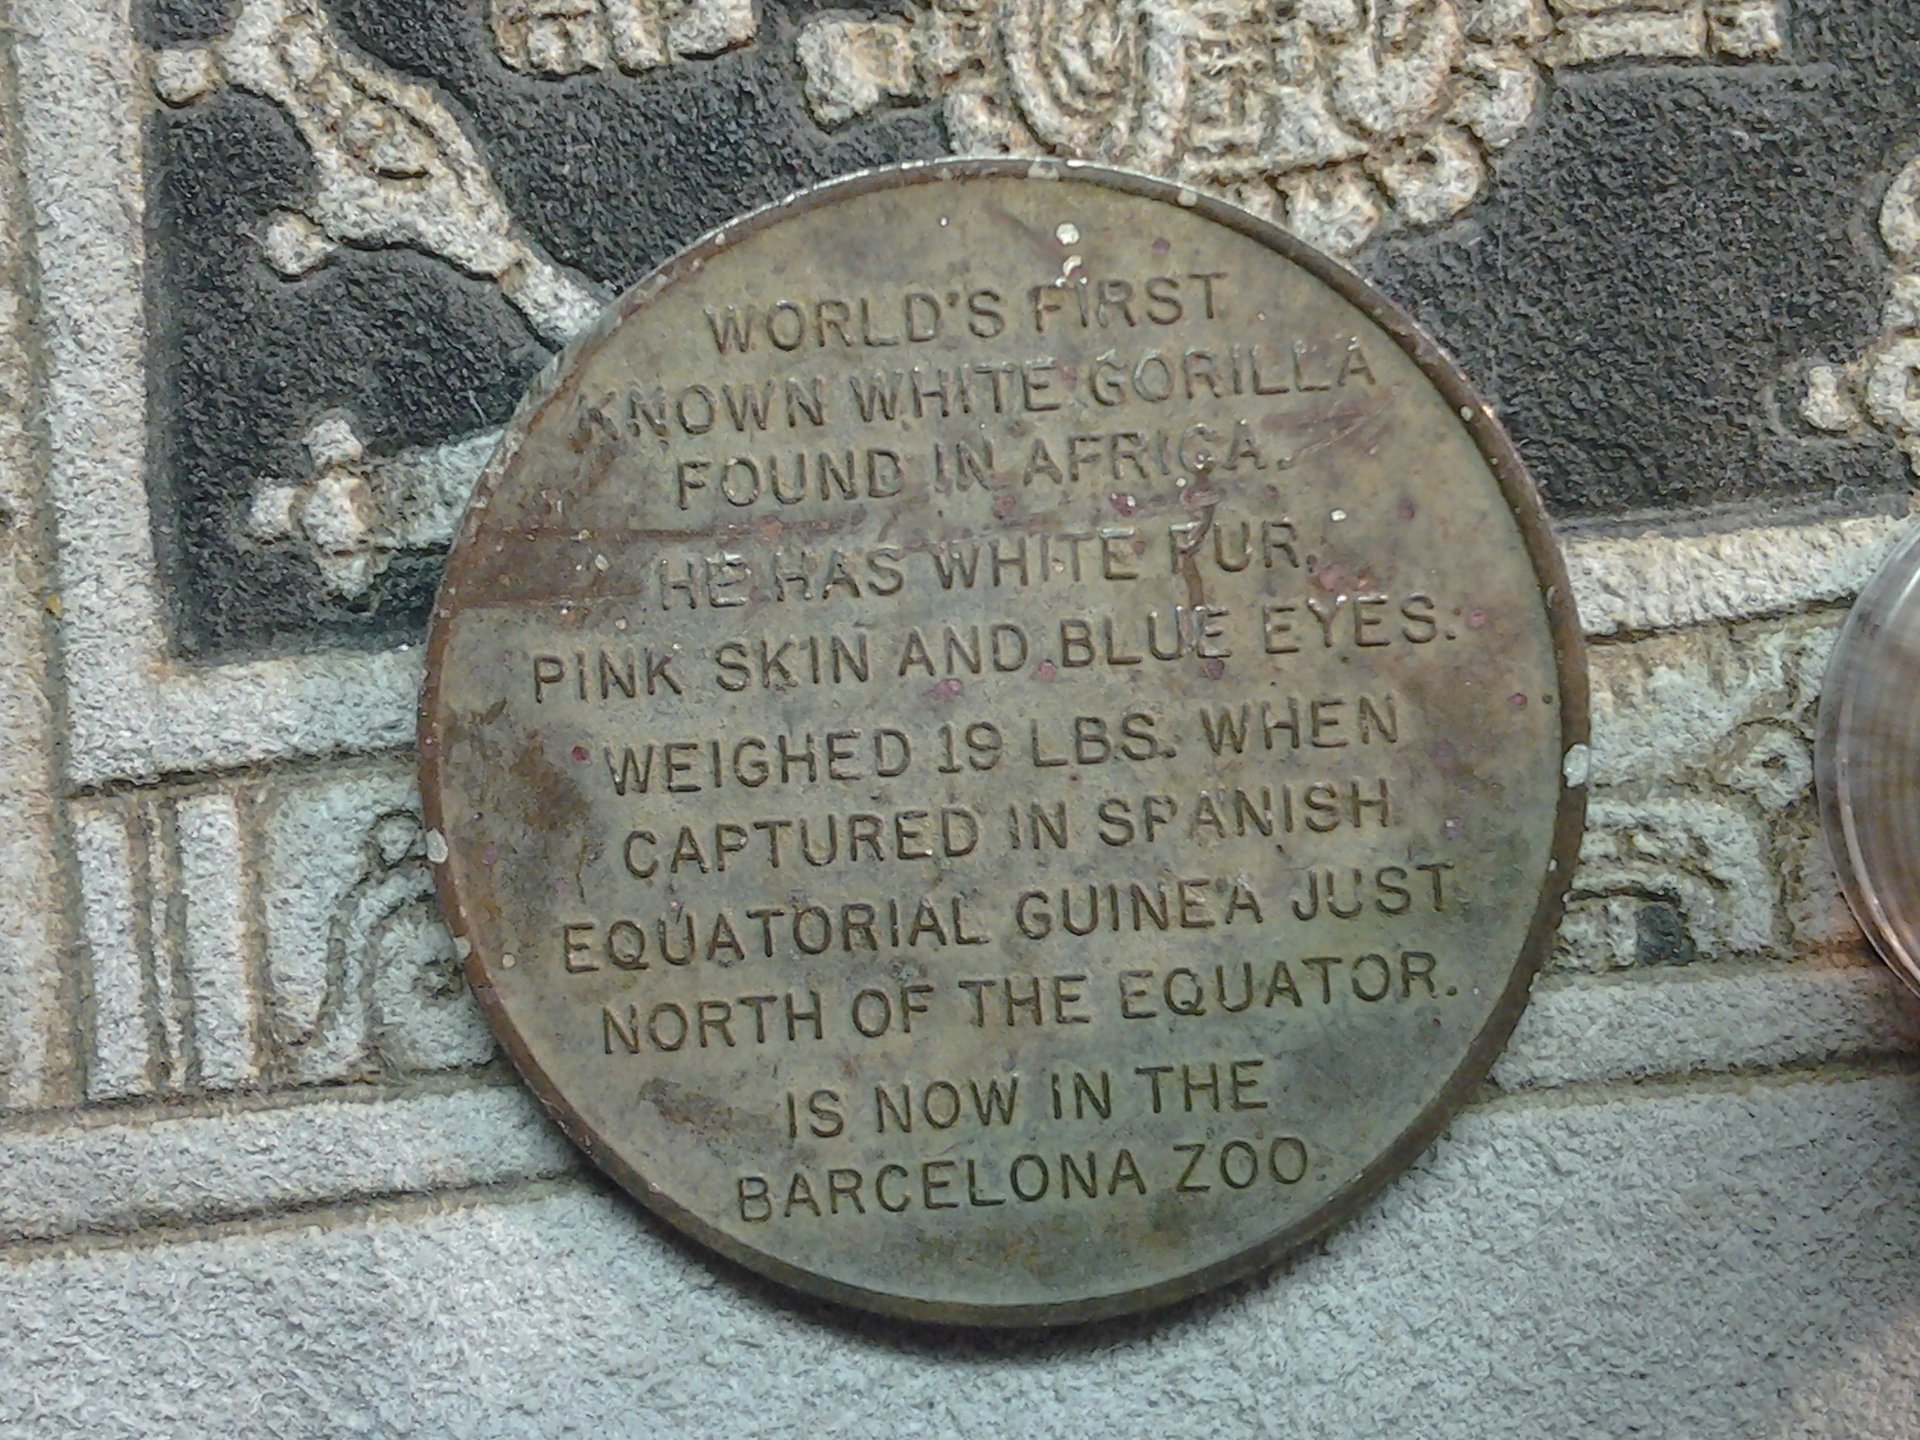 WORLD'S FIRST
KNOWN WHITE GORILLA
FOUND IN AFRICA.
HE HAS WHITE FUR,
PINK SKIN AND BLUE EYES.
WEIGHED 19 LBS. WHEN
CAPTURED IN SPANISH
EQUATORIAL GUINEA JUST
NORTH OF THE EQUATOR.
IS NOW IN THE
BARCELONA ZOO.